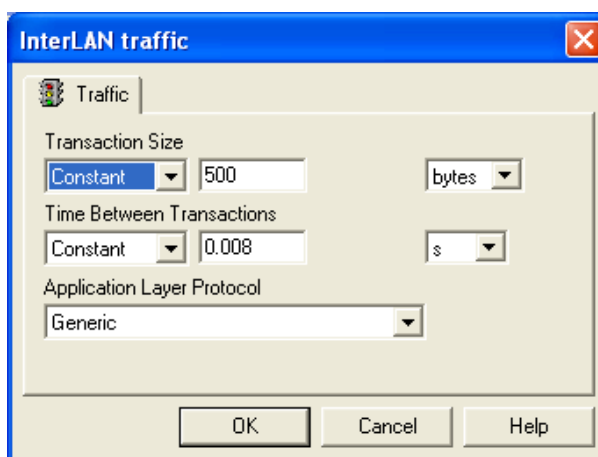 InterLAN traffic
Traffic
Transaction Size
Constant 500 bytes
Time Between Transactions
Constant 0.008 s
Application Layer Protocol
Generic
OK Cancel Help